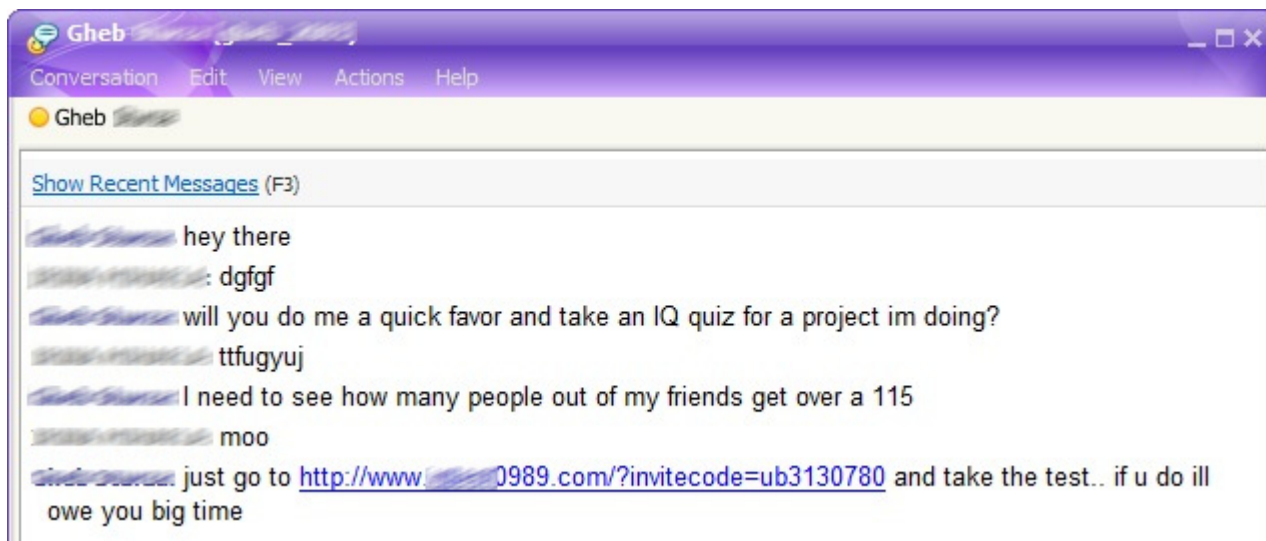 Gheb
Conversation Edit View Actions Help
Gheb
Show Recent Messages (F3)
hey there
: dgfgf
will you do me a quick favor and take an IQ quiz for a project im doing?
ttfugyuj
I need to see how many people out of my friends get over a 115
moo
just go to http://www. 0989.com/?invitecode=ub3130780 and take the test.. if u do ill
owe you big time